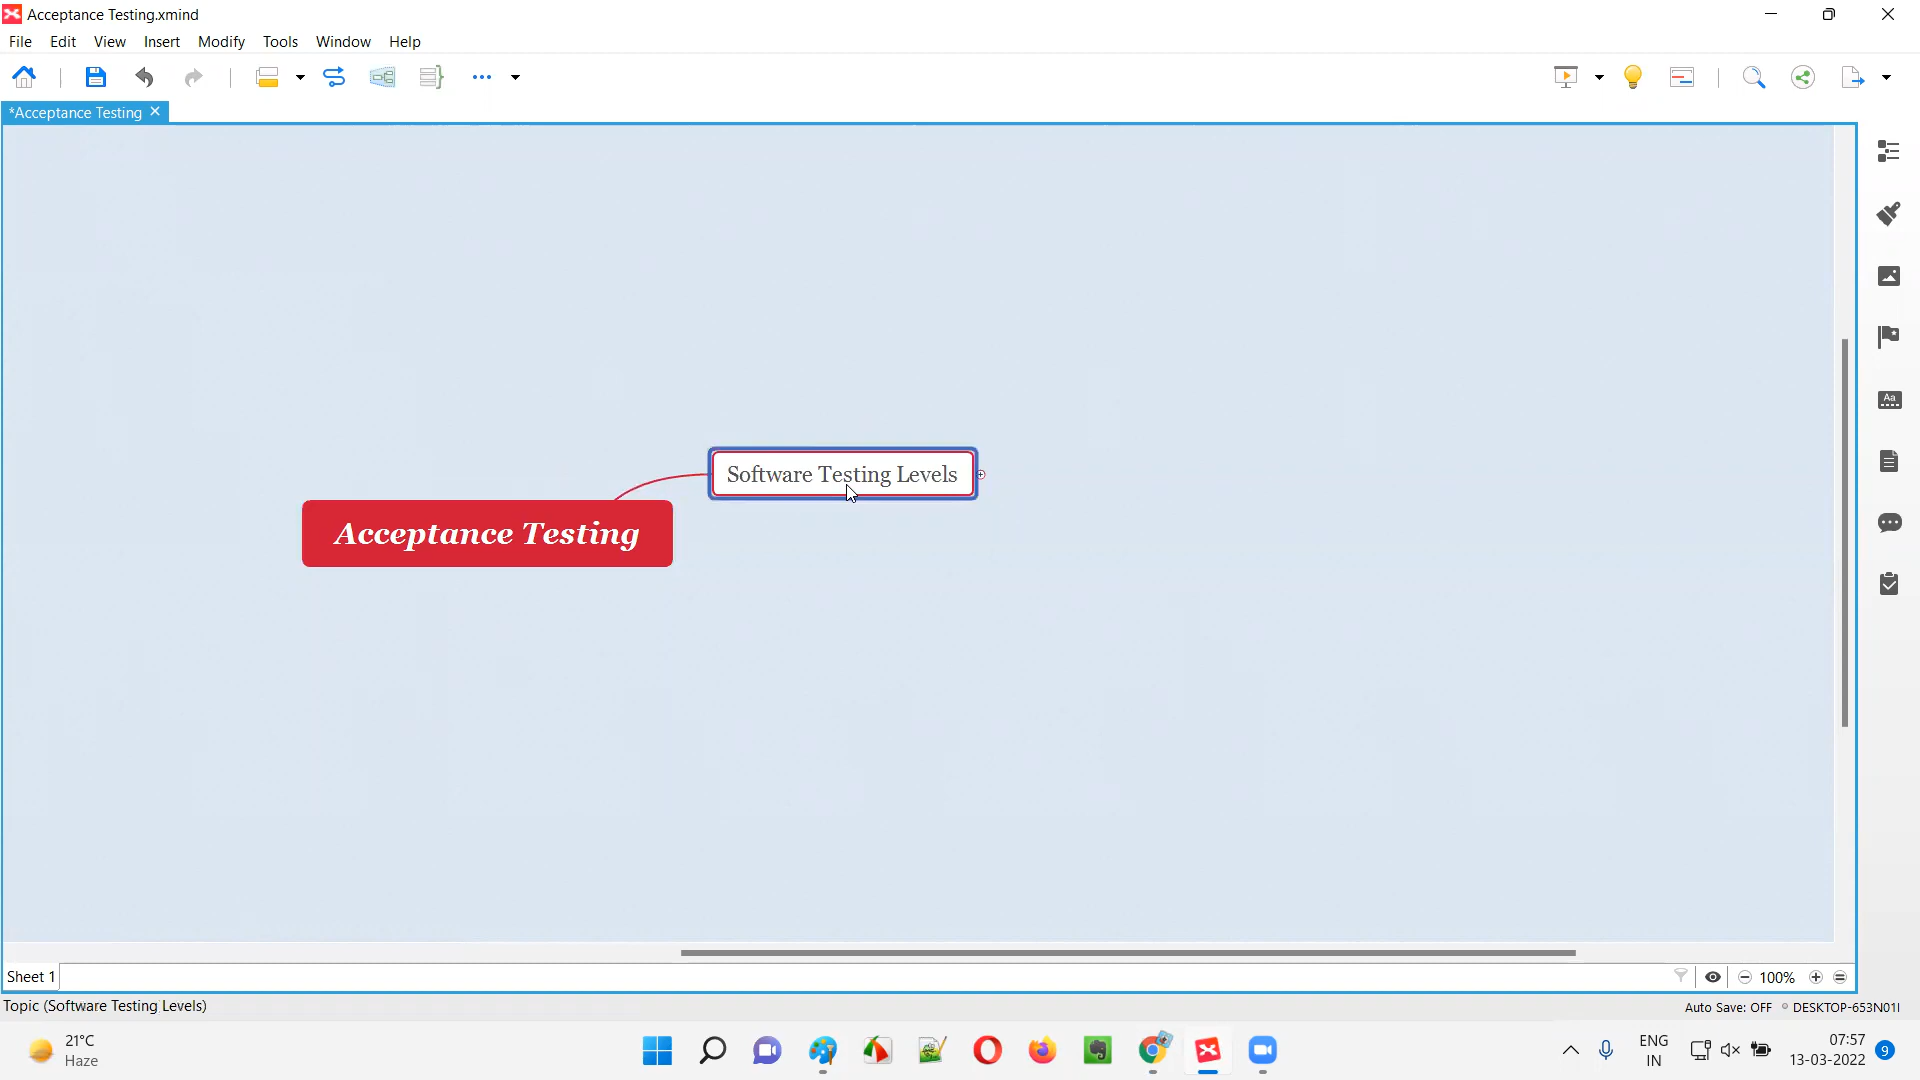 Acceptance Testing.xmind
File Edit View Insert Modify Tools Window Help
*Acceptance Testing
Software Testing Levels
Acceptance Testing
Aa
Sheet 1
100%
Topic (Software Testing Levels)
Auto Save: OFF DESKTOP-653N01I
21°C
Haze
ENG
IN
07:57
13-03-2022
9